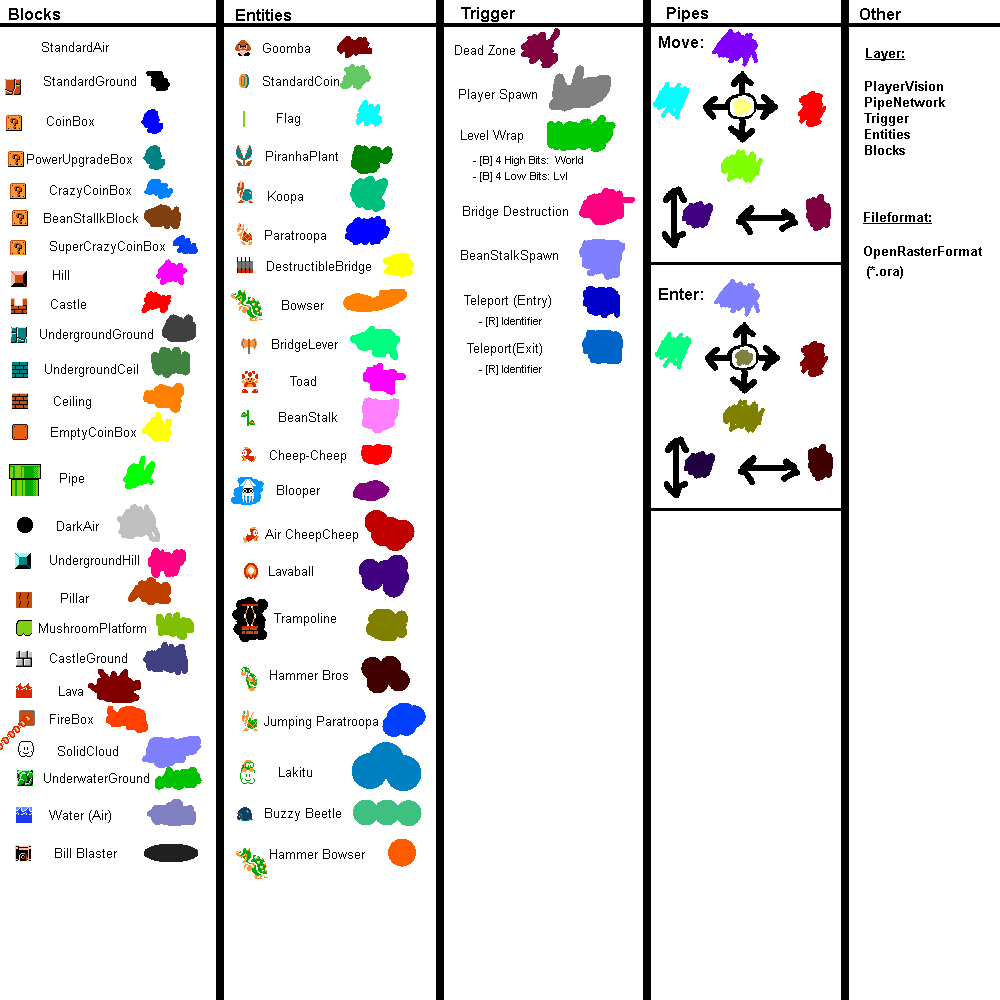 Blocks
StandardAir
StandardGround
CoinBox
PowerUpgradeBox
CrazyCoinBox
BeanStallkBlock
SuperCrazyCoinBox
Hill
Castle
UndergroundGround
UndergroundCeil
Ceiling
EmptyCoinBox
Pipe
DarkAir
UndergroundHill
Pillar
MushroomPlatform
CastleGround
Lava
FireBox
SolidCloud
UnderwaterGround
Water (Air)
Bill Blaster
Entities
Goomba
StandardCoin
Flag
PiranhaPlant
Koopa
Paratroopa
DestructibleBridge
Bowser
BridgeLever
Toad
BeanStalk
Cheep-Cheep
Blooper
Air CheepCheep
Lavaball
Trampoline
Hammer Bros
Jumping Paratroopa
Lakitu
Buzzy Beetle
Hammer Bowser
Trigger
Dead Zone
Player Spawn
Level Wrap
- [B] 4 High Bits: World
- [B] 4 Low Bits: Lvl
Bridge Destruction
BeanStalkSpawn
Teleport (Entry)
- [R] Identifier
Teleport(Exit)
- [R] Identifier
Pipes
Move:
Enter:
Other
Layer:
PlayerVision
PipeNetwork
Trigger
Entities
Blocks
Fileformat:
OpenRasterFormat
(*.ora)